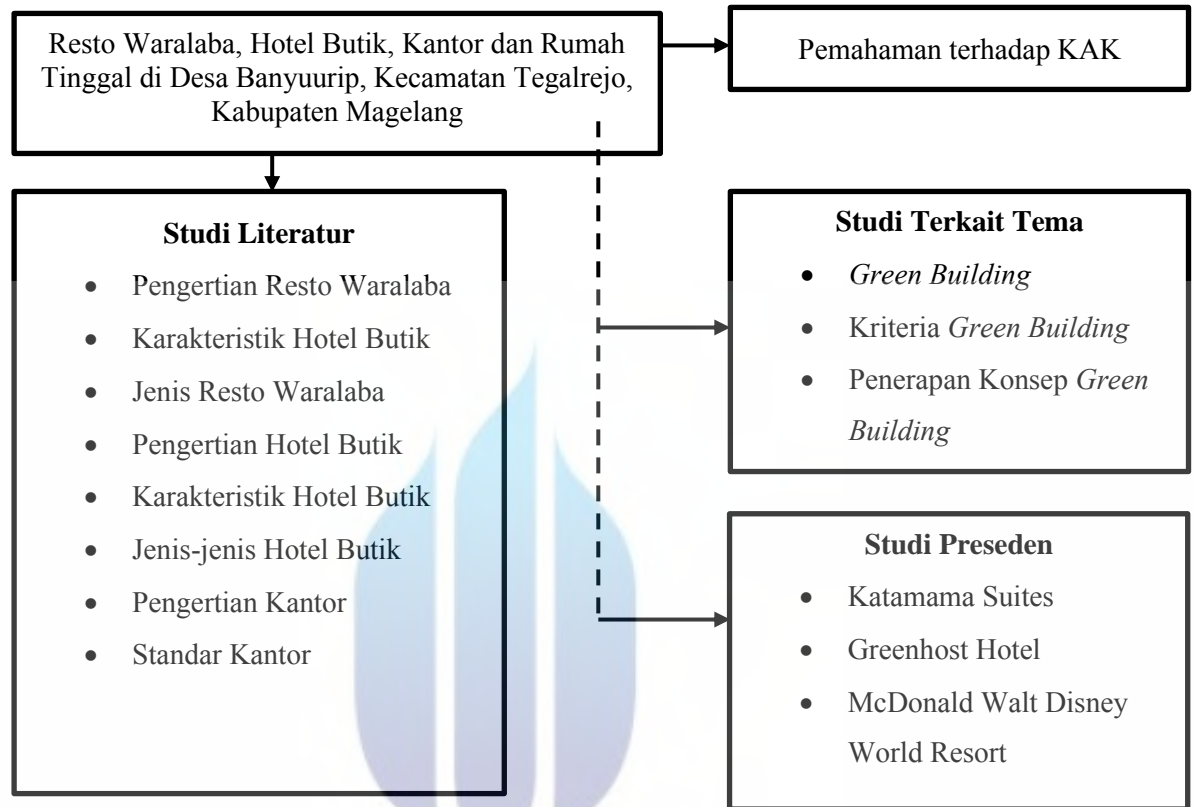 Resto Waralaba, Hotel Butik, Kantor dan Rumah
Tinggal di Desa Banyuurip, Kecamatan Tegalrejo,
Kabupaten Magelang
Pemahaman terhadap KAK
Studi Literatur
• Pengertian Resto Waralaba
• Karakteristik Hotel Butik
• Jenis Resto Waralaba
• Pengertian Hotel Butik
• Karakteristik Hotel Butik
• Jenis-jenis Hotel Butik
• Pengertian Kantor
• Standar Kantor
Studi Terkait Tema
• Green Building
• Kriteria Green Building
• Penerapan Konsep Green
Building
Studi Preseden
• Katamama Suites
• Greenhost Hotel
• McDonald Walt Disney
World Resort